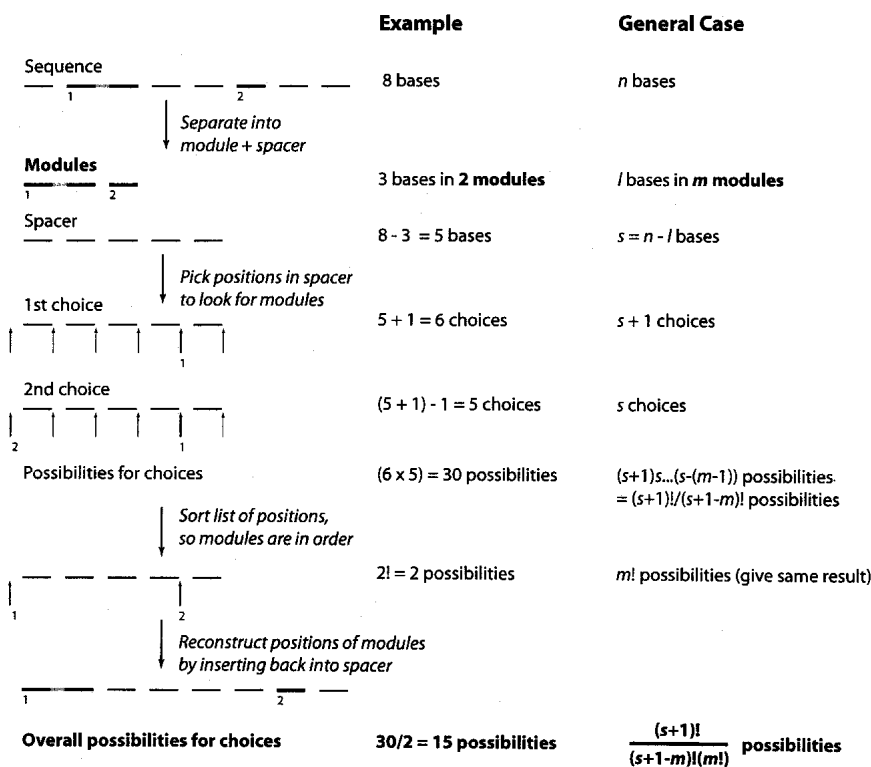 Example General Case
Sequence
8 bases n bases
1 2
Separate into
module + spacer
Modules
3 bases in 2 modules l bases in m modules
1 2
Spacer
8 - 3 = 5 bases s = n - l bases
Pick positions in spacer
to look for modules
1st choice
5 + 1 = 6 choices s + 1 choices
1
2nd choice
(5 + 1) - 1 = 5 choices s choices
2 1
Possibilities for choices (6 x 5) = 30 possibilities (s+1)s...(s-(m-1)) possibilities
= (s+1)!/(s+1-m)! possibilities
Sort list of positions,
so modules are in order
2! = 2 possibilities m! possibilities (give same result)
1 2
Reconstruct positions of modules
by inserting back into spacer
1 2
Overall possibilities for choices 30/2 = 15 possibilities (s+1)!
(s+1-m)!(m!) possibilities